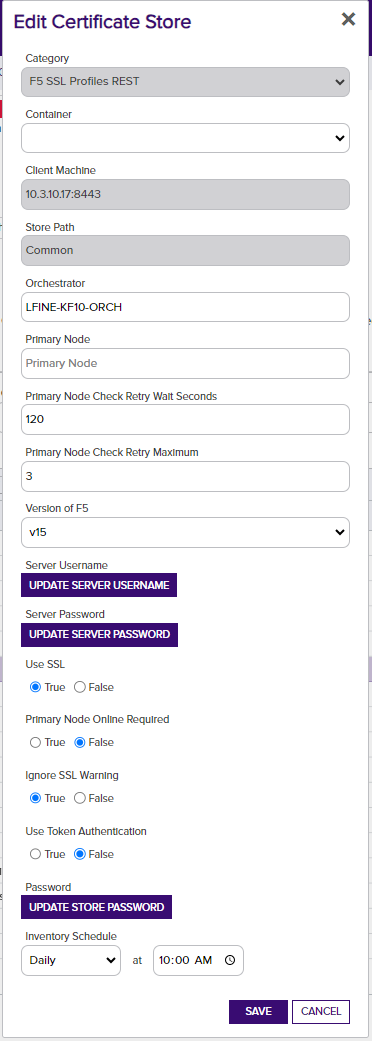 Edit Certificate Store
Category
F5 SSL Profiles REST
Container
Client Machine
10.3.10.17:8443
Store Path
Common
Orchestrator
LFINE-KF10-ORCH
Primary Node
Primary Node
Primary Node Check Retry Wait Seconds
120
Primary Node Check Retry Maximum
3
Version of F5
v15
Server Username
UPDATE SERVER USERNAME
Server Password
UPDATE SERVER PASSWORD
Use SSL
True False
Primary Node Online Required
True False
Ignore SSL Warning
True False
Use Token Authentication
True False
Password
UPDATE STORE PASSWORD
Inventory Schedule
Daily at 10:00 AM
SAVE CANCEL